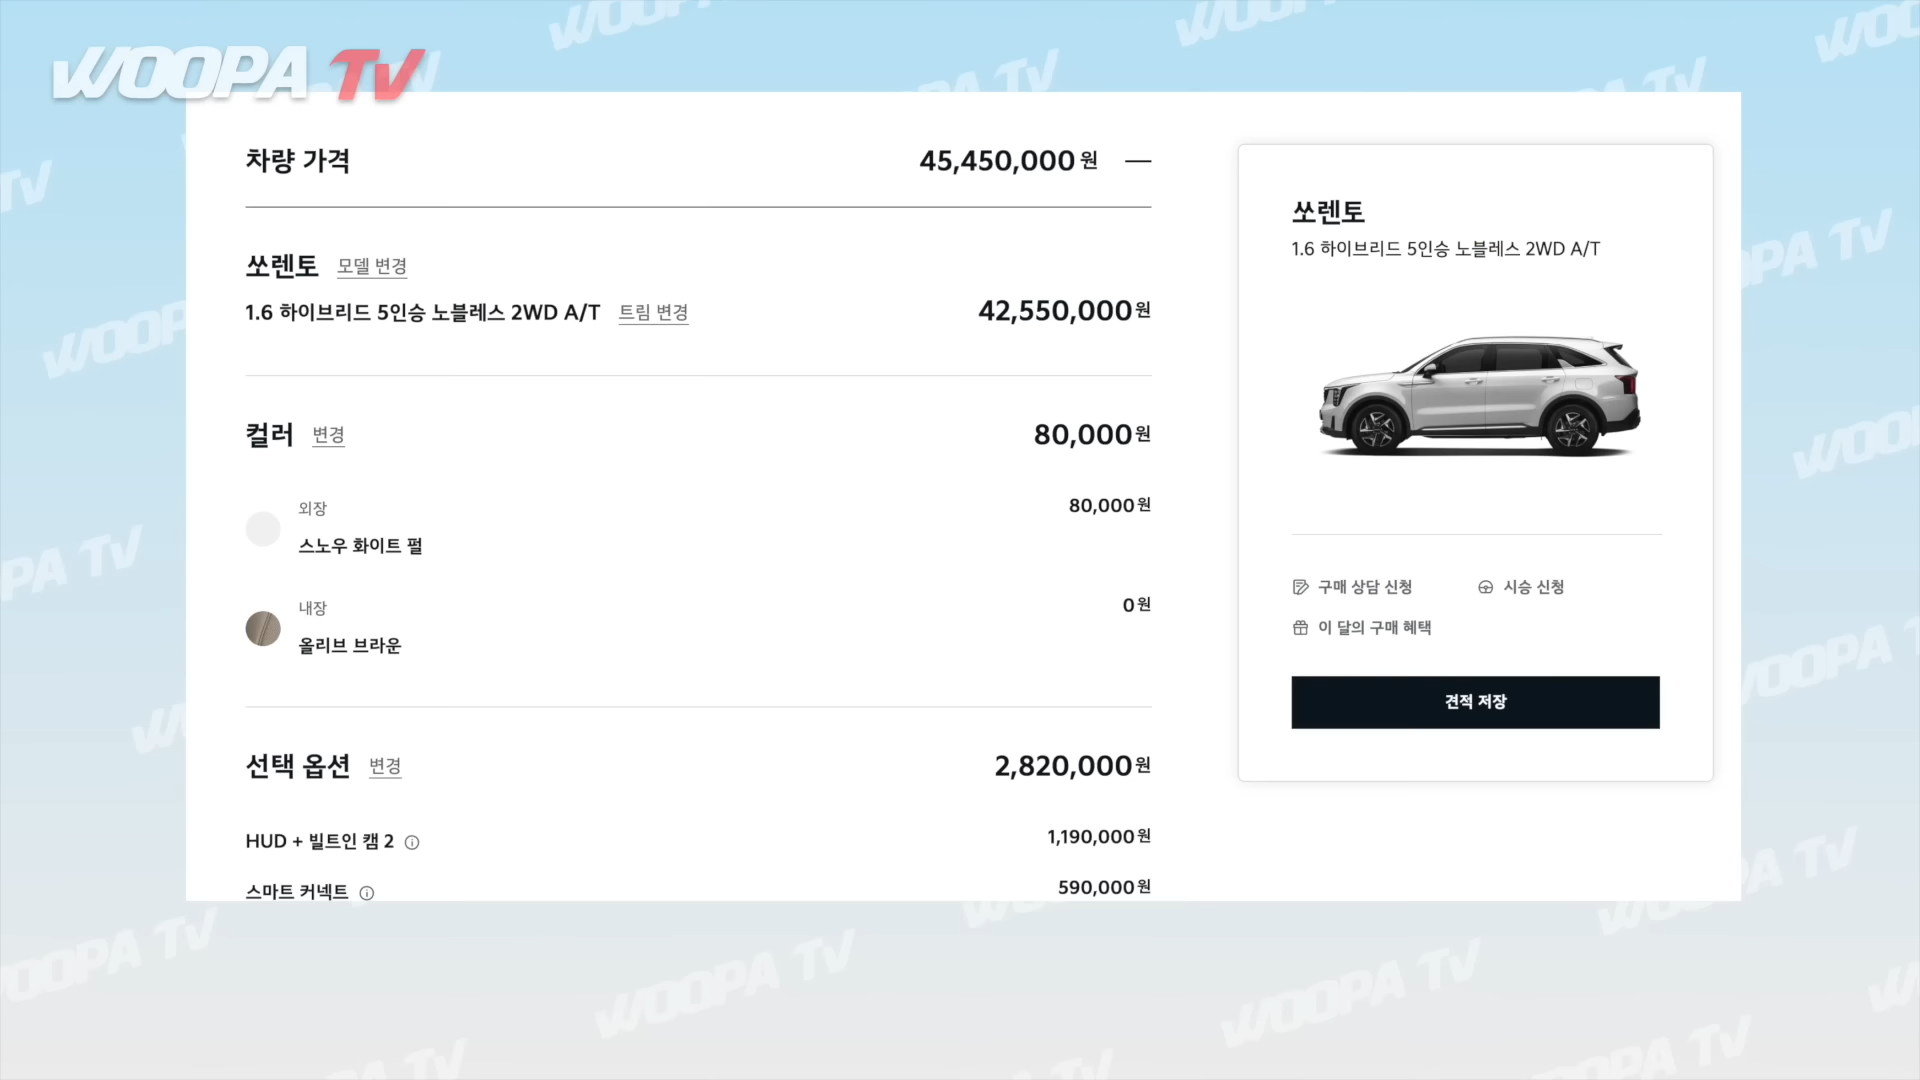 WOOPA TV
차량 가격 45,450,000원
쏘렌토 모델 변경
1.6 하이브리드 5인승 노블레스 2WD A/T 트림 변경 42,550,000원
컬러 변경 80,000원
외장 80,000원
스노우 화이트 펄
내장 0원
올리브 브라운
선택 옵션 변경 2,820,000원
HUD + 빌트인 캠 2 1,190,000원
스마트 커넥트 590,000원
쏘렌토
1.6 하이브리드 5인승 노블레스 2WD A/T
구매 상담 신청 시승 신청
이 달의 구매 혜택
견적 저장